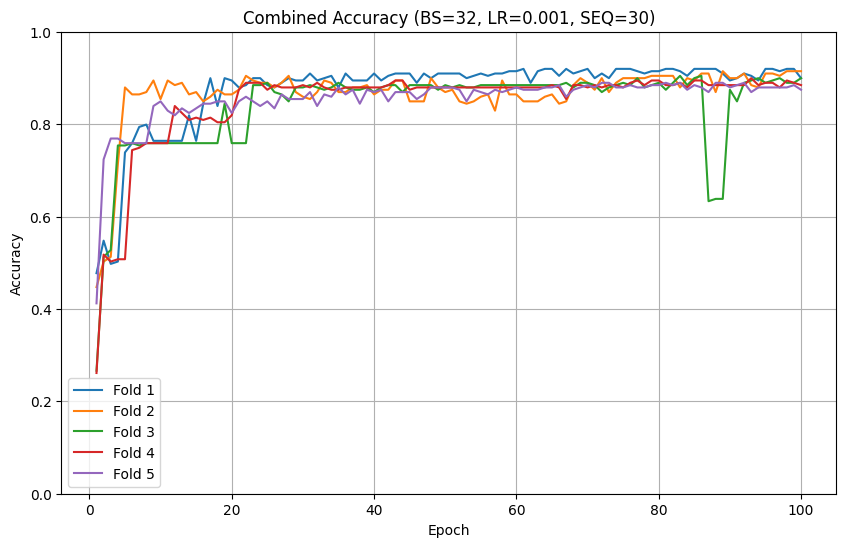 Combined Accuracy (BS=32, LR=0.001, SEQ=30)
1.0
0.8
0.6
0.4
0.2
0.0
Accuracy
Fold 1
Fold 2
Fold 3
Fold 4
Fold 5
0 20 40 60 80 100
Epoch